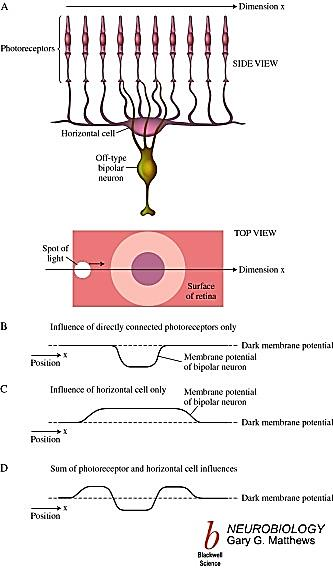 A
Dimension x
Photoreceptors
SIDE VIEW
Horizontal cell
Off-type
bipolar
neuron
TOP VIEW
Spot of
light
Dimension x
Surface
of retina
B
Influence of directly connected photoreceptors only
Dark membrane potential
Membrane potential
of bipolar neuron
x
Position
C
Influence of horizontal cell only
Membrane potential
of bipolar neuron
Dark membrane potential
x
Position
D
Sum of photoreceptor and horizontal cell influences
Dark membrane potential
x
Position
b
Blackwell
Science
NEUROBIOLOGY
Gary G. Matthews